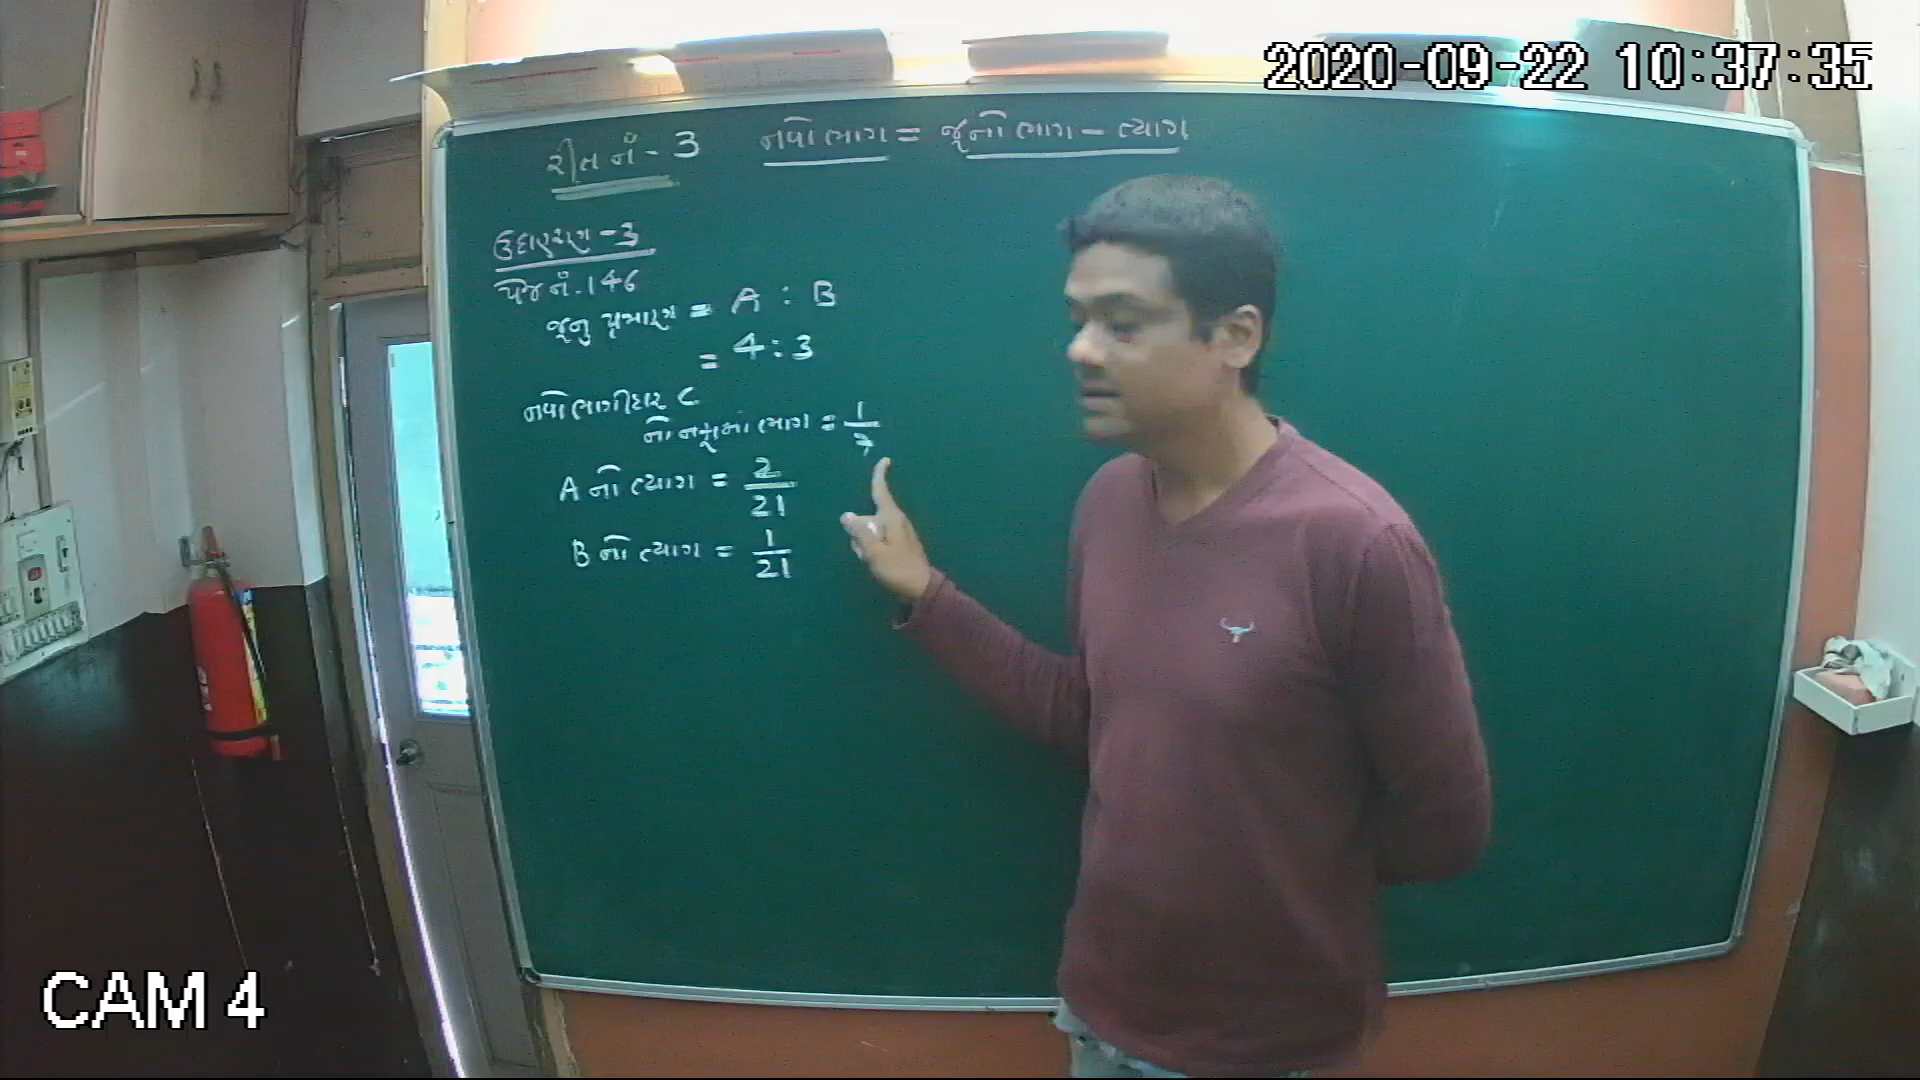 2020-09-22 10:37:35
રીત નં - 3 નવો ભાગ = જૂનો ભાગ - ત્યાગ
ઉદાહરણ - 3
પેજ નં. 146
જૂનુ પ્રમાણ = A : B
= 4 : 3
નવો ભાગીદાર C
નો નફામાં ભાગ = 1/7
A નો ત્યાગ = 2/21
B નો ત્યાગ = 1/21
CAM 4